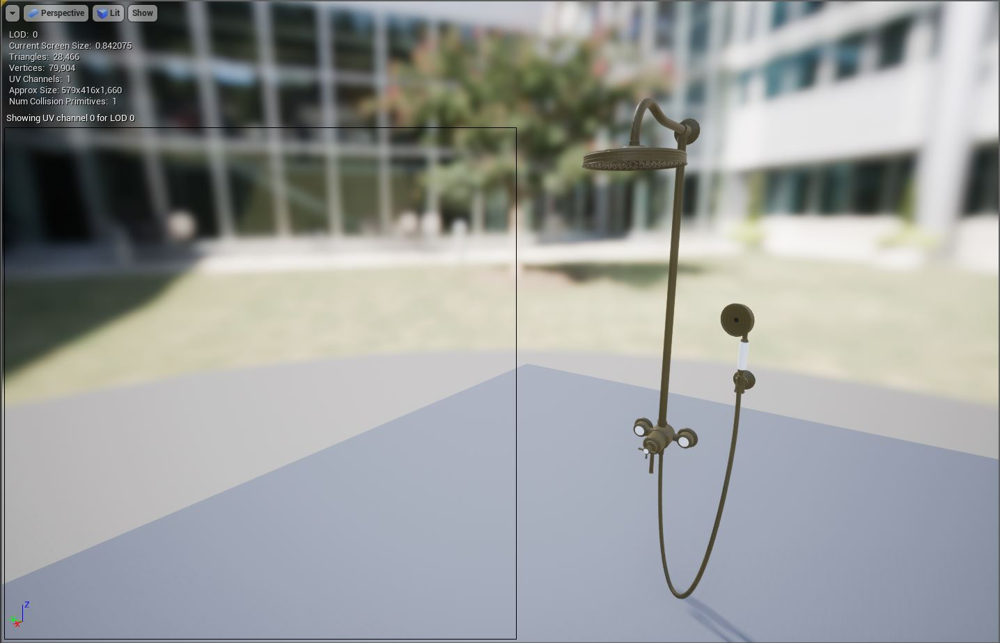 Perspective
Lit
Show
LOD: 0
Current Screen Size: 0.842075
Triangles: 28,466
Vertices: 79,904
UV Channels: 1
Approx Size: 579x416x1,660
Num Collision Primitives: 1
Showing UV channel 0 for LOD 0
Z
X